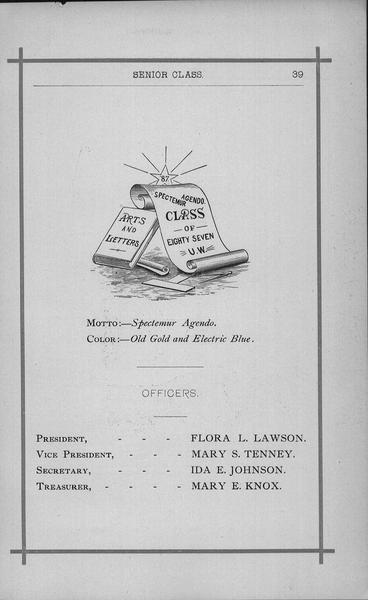 SENIOR CLASS. 39
'87
SPECTEMUR AGENDO.
CLASS
— OF —
EIGHTY SEVEN
U.W.
ARTS
AND
LETTERS
MOTTO:—Spectemur Agendo.
COLOR:—Old Gold and Electric Blue.
OFFICERS.
PRESIDENT, - - - FLORA L. LAWSON.
VICE PRESIDENT, - - - MARY S. TENNEY.
SECRETARY, - - - IDA E. JOHNSON.
TREASURER, - - - - MARY E. KNOX.